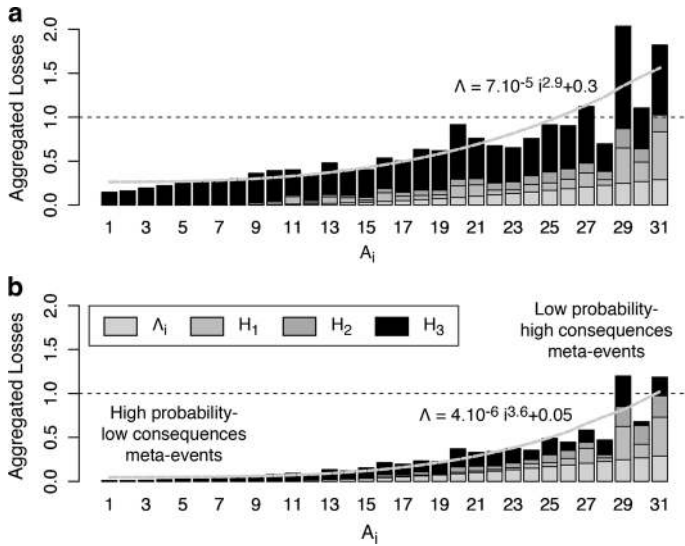 a
Aggregated Losses
2.0
1.5
1.0
0.5
0.0
Λ = 7.10⁻⁵ i²·⁹+0.3
1 3 5 7 9 11 13 15 17 19 21 23 25 27 29 31
Aᵢ
b
Aggregated Losses
2.0
1.5
1.0
0.5
0.0
Λᵢ H₁ H₂ H₃
Low probability-
high consequences
meta-events
High probability-
low consequences
meta-events
Λ = 4.10⁻⁶ i³·⁶+0.05
1 3 5 7 9 11 13 15 17 19 21 23 25 27 29 31
Aᵢ